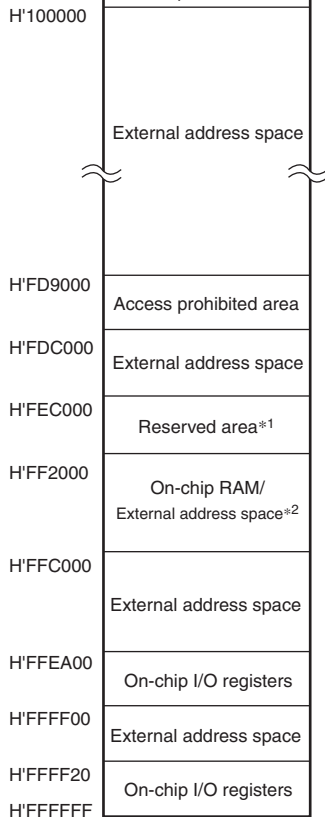 H'100000
External address space
H'FD9000
Access prohibited area
H'FDC000
External address space
H'FEC000
Reserved area*1
H'FF2000
On-chip RAM/
External address space*2
H'FFC000
External address space
H'FFEA00
On-chip I/O registers
H'FFFF00
External address space
H'FFFF20
On-chip I/O registers
H'FFFFFF